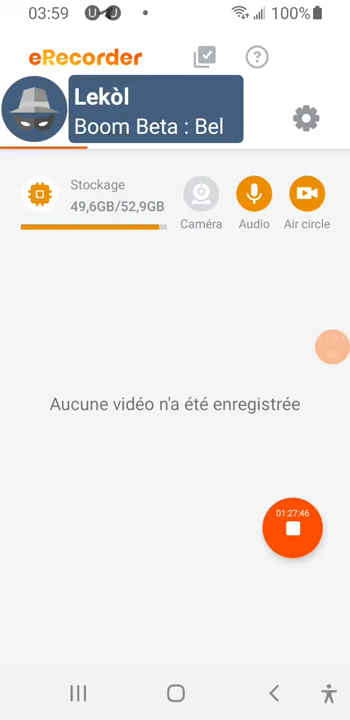 03:59
100%
eRecorder
?
Lekòl
Boom Beta : Bel
Stockage
49,6GB/52,9GB
Caméra
Audio
Air circle
Aucune vidéo n'a été enregistrée
01:27:46